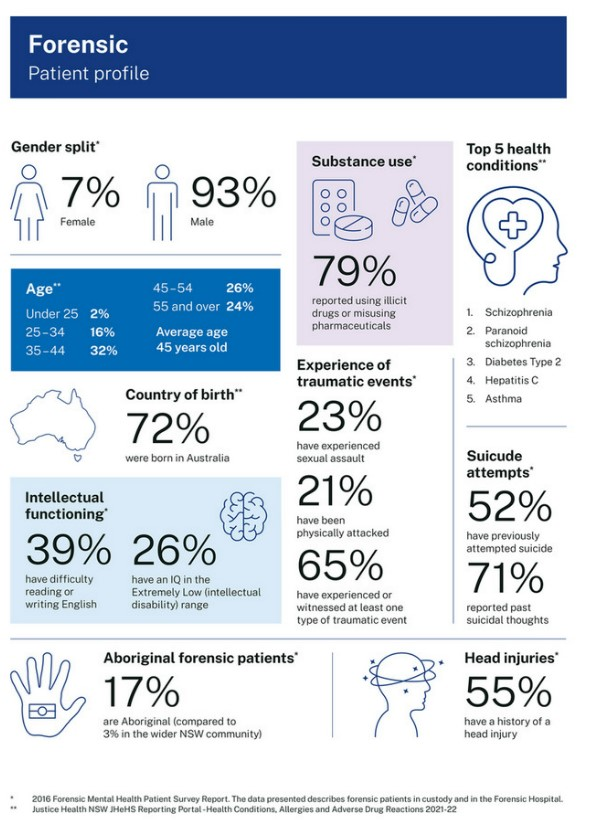 Forensic
Patient profile
Gender split*
7%
Female
93%
Male
Age**
Under 25 2%
25–34 16%
35–44 32%
45–54 26%
55 and over 24%
Average age
45 years old
Country of birth**
72%
were born in Australia
Intellectual
functioning*
39%
have difficulty
reading or
writing English
26%
have an IQ in the
Extremely Low (intellectual
disability) range
Substance use*
79%
reported using illicit
drugs or misusing
pharmaceuticals
Experience of
traumatic events*
23%
have experienced
sexual assault
21%
have been
physically attacked
65%
have experienced or
witnessed at least one
type of traumatic event
Top 5 health
conditions**
1. Schizophrenia
2. Paranoid
schizophrenia
3. Diabetes Type 2
4. Hepatitis C
5. Asthma
Suicude
attempts*
52%
have previously
attempted suicide
71%
reported past
suicidal thoughts
Aboriginal forensic patients*
17%
are Aboriginal (compared to
3% in the wider NSW community)
Head injuries*
55%
have a history of a
head injury
* 2016 Forensic Mental Health Patient Survey Report. The data presented describes forensic patients in custody and in the Forensic Hospital.
** Justice Health NSW JHeHS Reporting Portal -Health Conditions, Allergies and Adverse Drug Reactions 2021-22